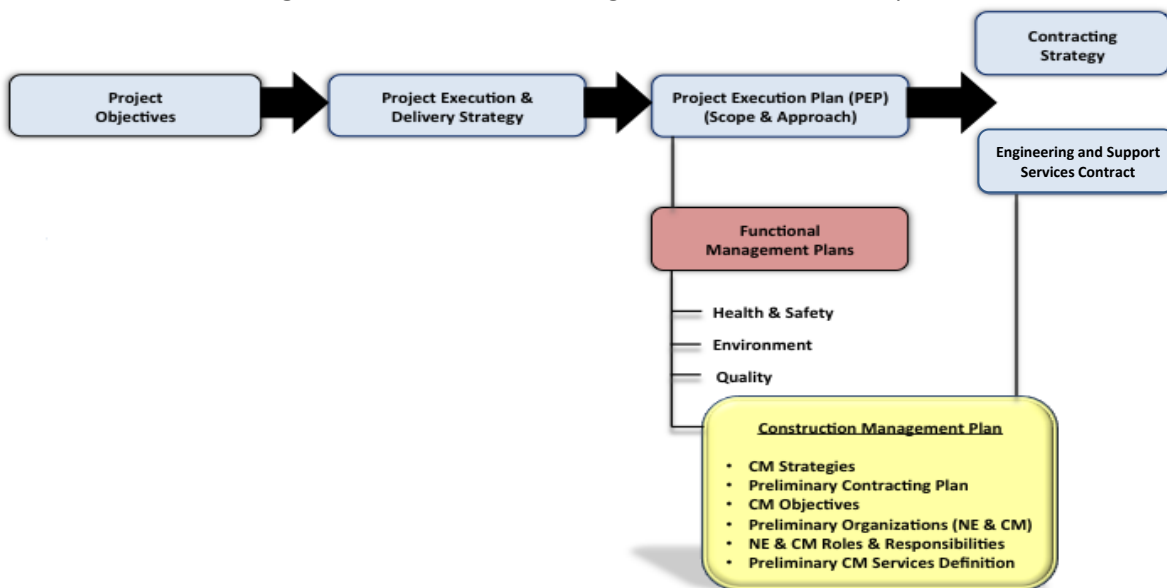 Project
Objectives
Project Execution &
Delivery Strategy
Project Execution Plan (PEP)
(Scope & Approach)
Contracting
Strategy
Engineering and Support
Services Contract
Functional
Management Plans
Health & Safety
Environment
Quality
Construction Management Plan
• CM Strategies
• Preliminary Contracting Plan
• CM Objectives
• Preliminary Organizations (NE & CM)
• NE & CM Roles & Responsibilities
• Preliminary CM Services Definition